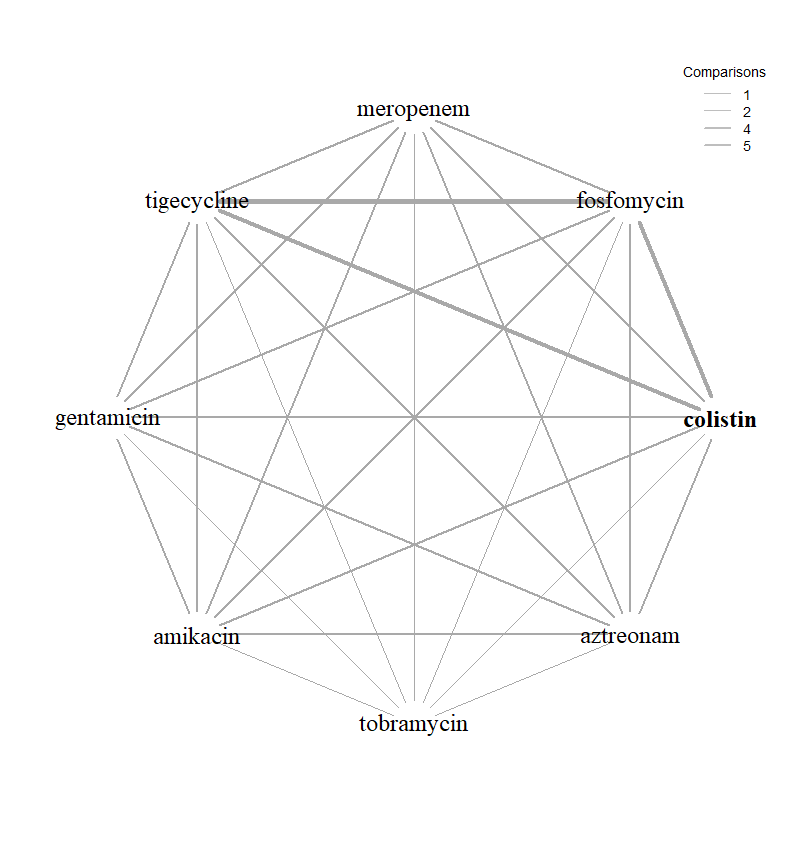 Comparisons
1
2
4
5
meropenem
tigecycline
fosfomycin
gentamicin
colistin
amikacin
aztreonam
tobramycin